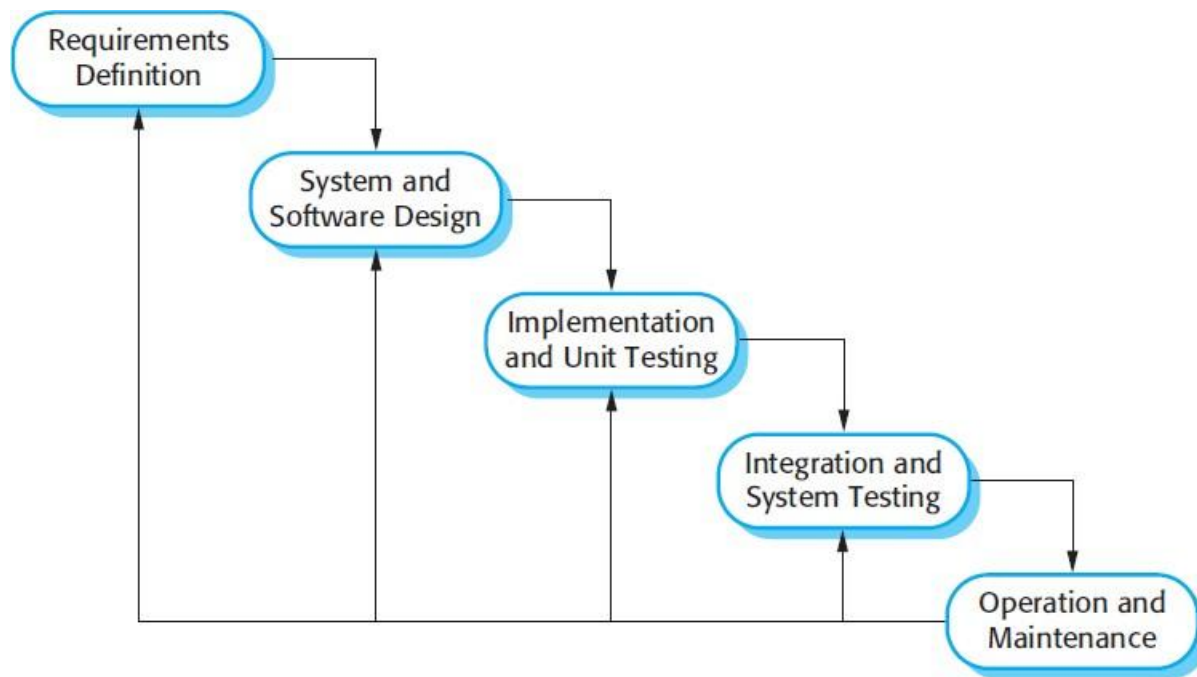 Requirements
Definition
System and
Software Design
Implementation
and Unit Testing
Integration and
System Testing
Operation and
Maintenance